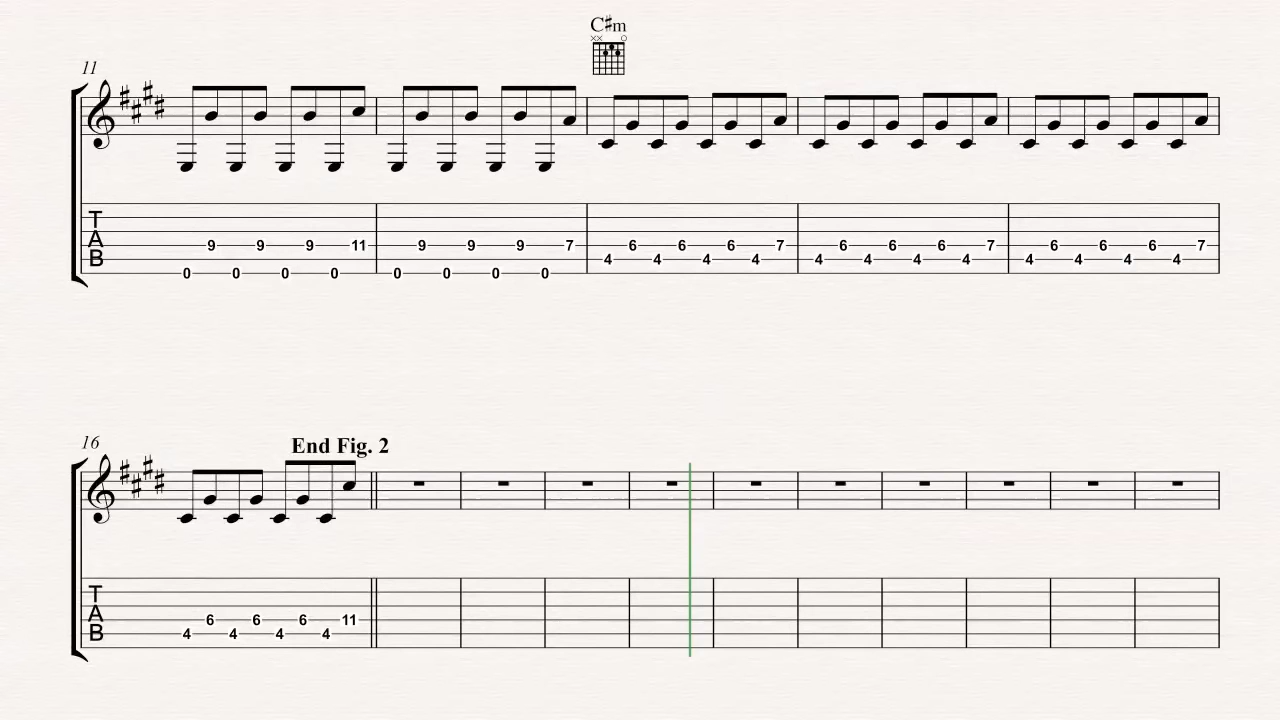 C#m
xx o
11
T
A
B
0 9 0 9 0 9 0 11 0 9 0 9 0 9 0 7 4 6 4 6 4 6 4 7 4 6 4 6 4 6 4 7 4 6 4 6 4 6 4 7
16
End Fig. 2
T
A
B
4 6 4 6 4 6 4 11